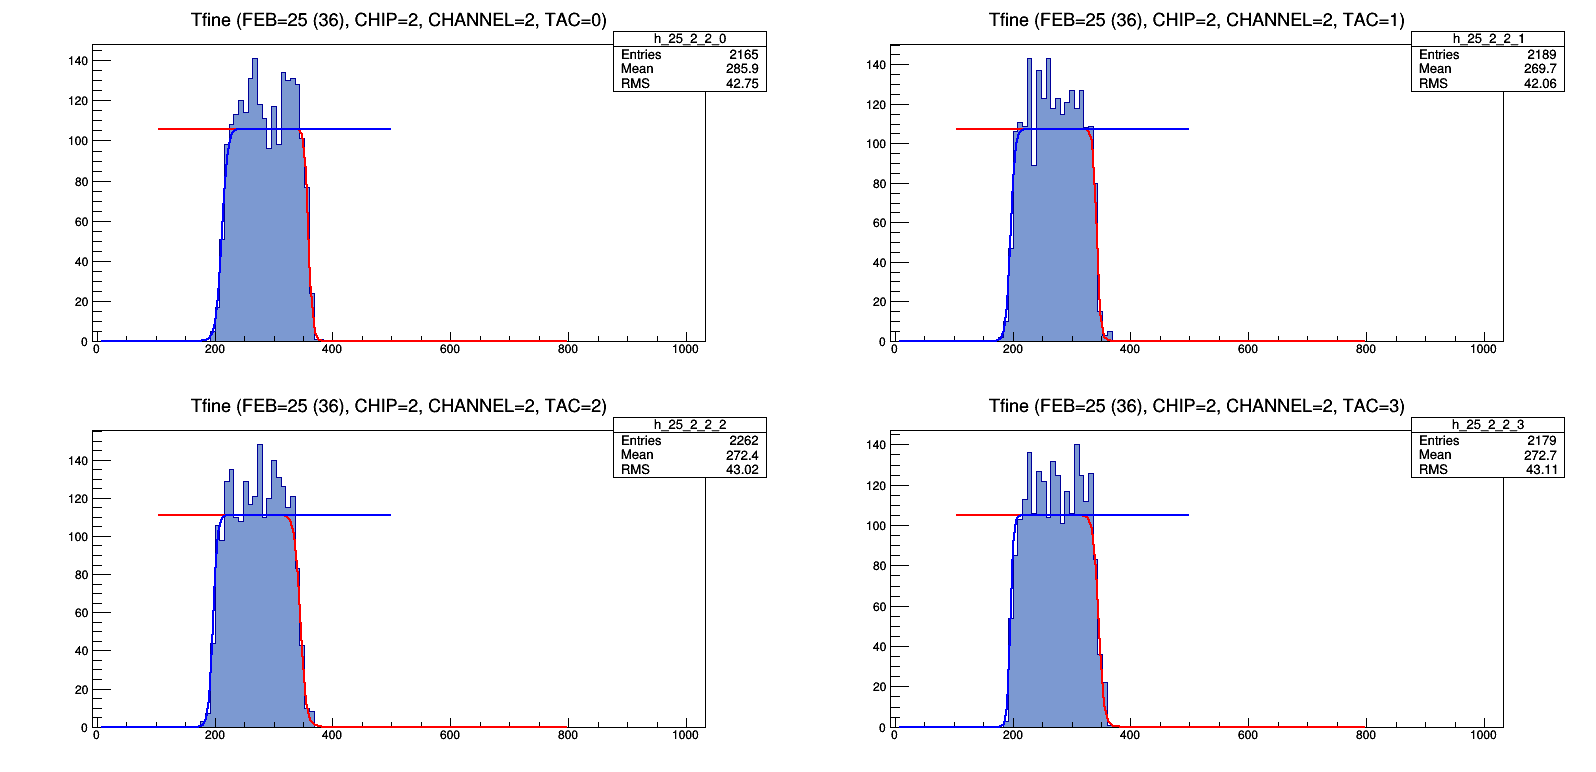 Tfine (FEB=25 (36), CHIP=2, CHANNEL=2, TAC=0)
h_25_2_2_0
Entries 2165
Mean 285.9
RMS 42.75
140
120
100
80
60
40
20
0
0 200 400 600 800 1000
Tfine (FEB=25 (36), CHIP=2, CHANNEL=2, TAC=1)
h_25_2_2_1
Entries 2189
Mean 269.7
RMS 42.06
140
120
100
80
60
40
20
0
0 200 400 600 800 1000
Tfine (FEB=25 (36), CHIP=2, CHANNEL=2, TAC=2)
h_25_2_2_2
Entries 2262
Mean 272.4
RMS 43.02
140
120
100
80
60
40
20
0
0 200 400 600 800 1000
Tfine (FEB=25 (36), CHIP=2, CHANNEL=2, TAC=3)
h_25_2_2_3
Entries 2179
Mean 272.7
RMS 43.11
140
120
100
80
60
40
20
0
0 200 400 600 800 1000